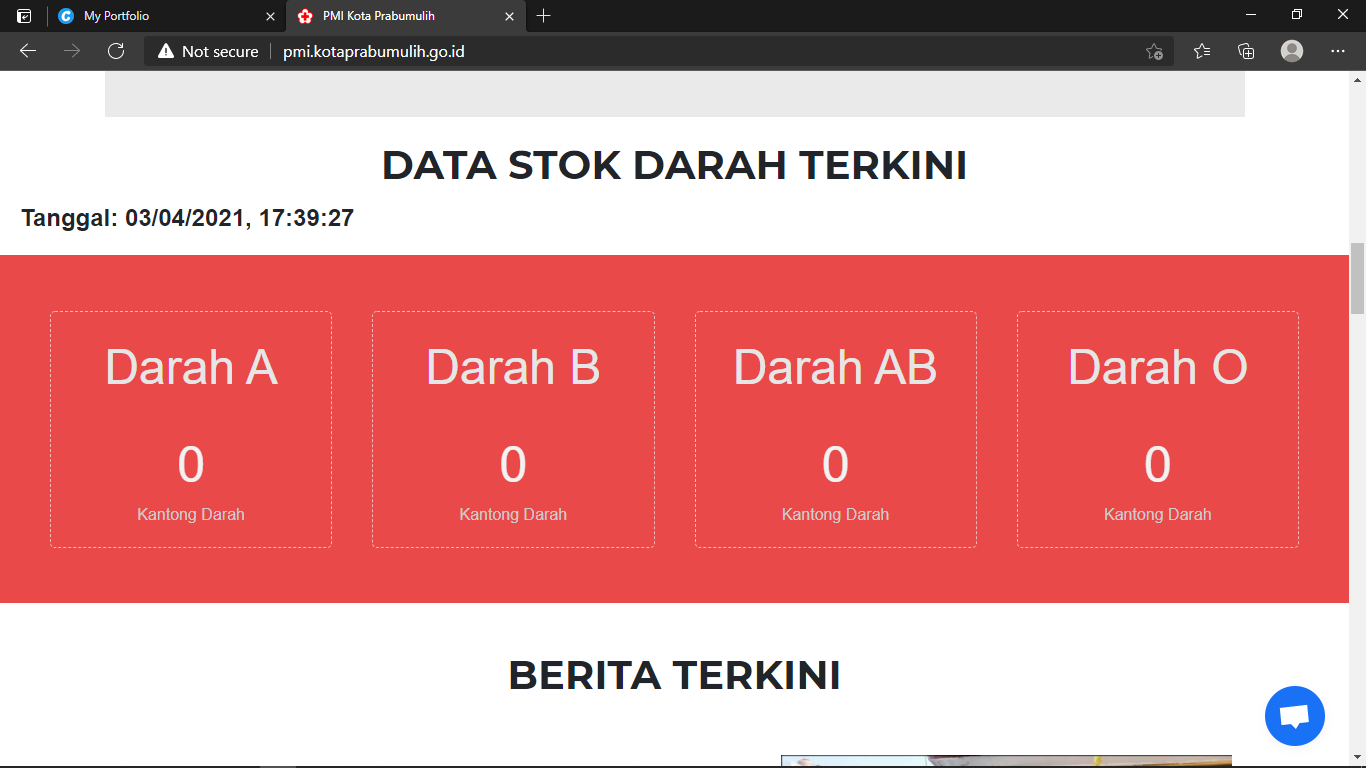 My Portfolio
PMI Kota Prabumulih
Not secure
pmi.kotaprabumulih.go.id
DATA STOK DARAH TERKINI
Tanggal: 03/04/2021, 17:39:27
Darah A
0
Kantong Darah
Darah B
0
Kantong Darah
Darah AB
0
Kantong Darah
Darah O
0
Kantong Darah
BERITA TERKINI